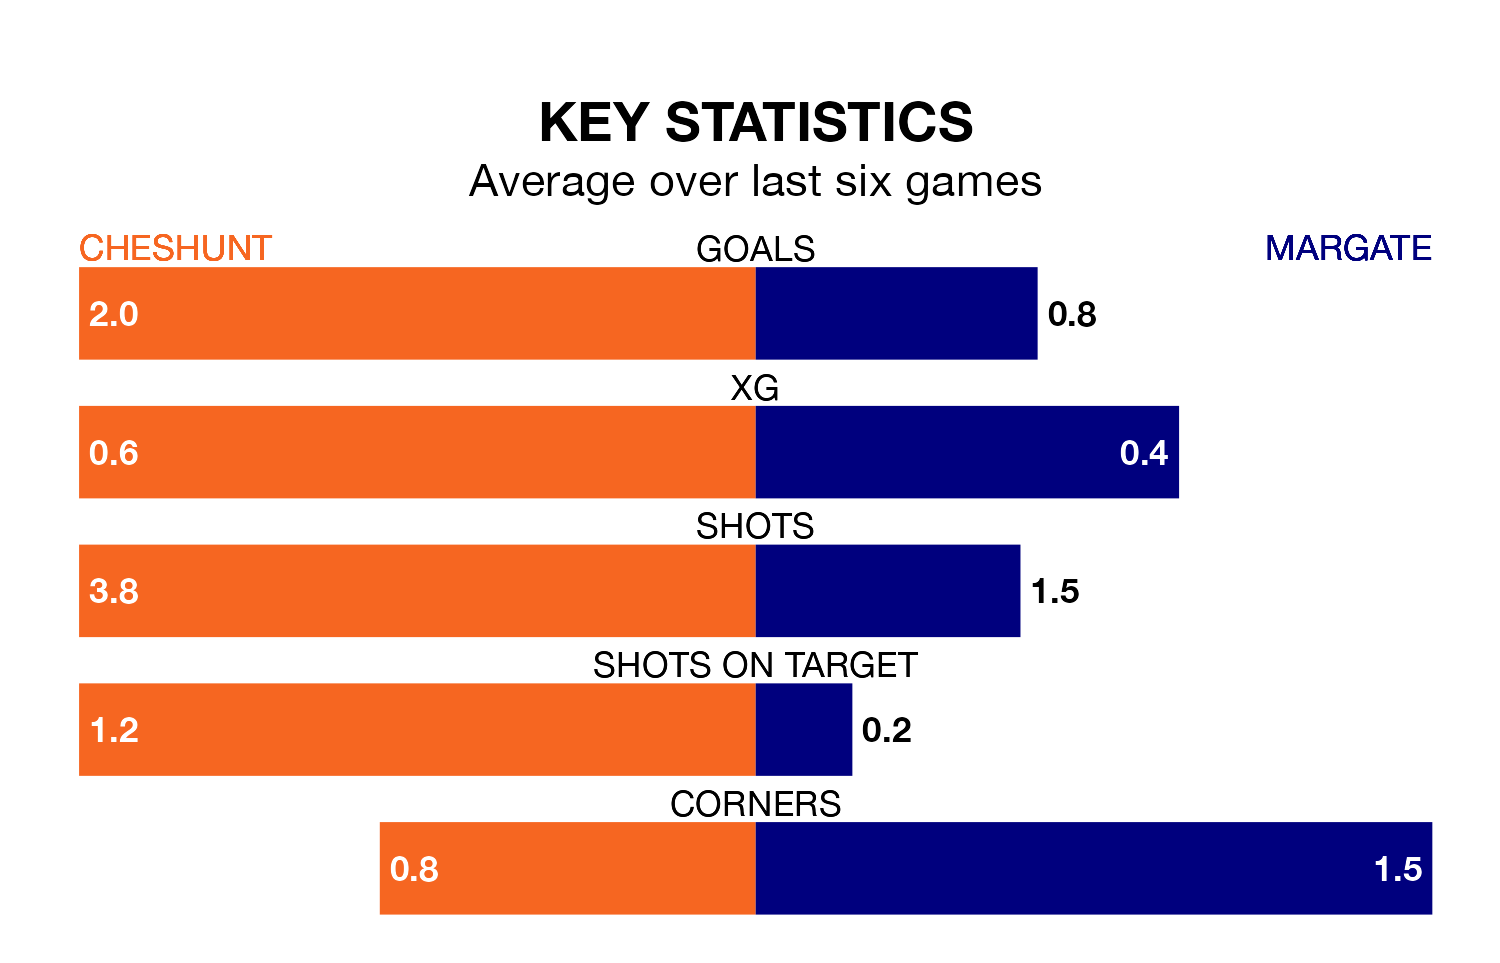 KEY STATISTICS
Average over last six games
CHESHUNT GOALS MARGATE
2.0 0.8
XG
0.6 0.4
SHOTS
3.8 1.5
SHOTS ON TARGET
1.2 0.2
CORNERS
0.8 1.5